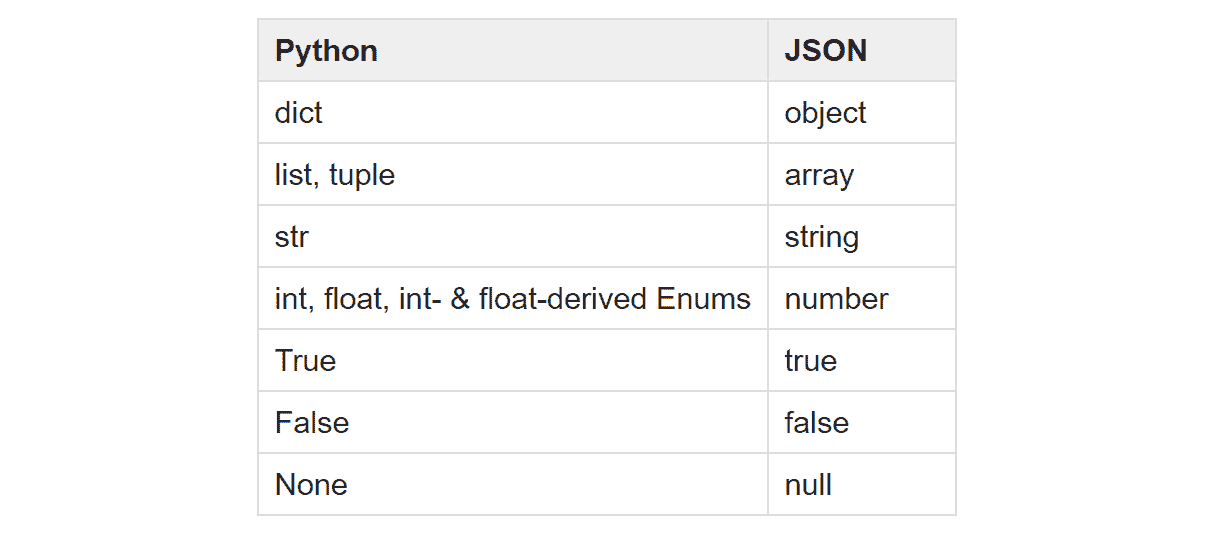 Python JSON
dict object
list, tuple array
str string
int, float, int- & float-derived Enums number
True true
False false
None null